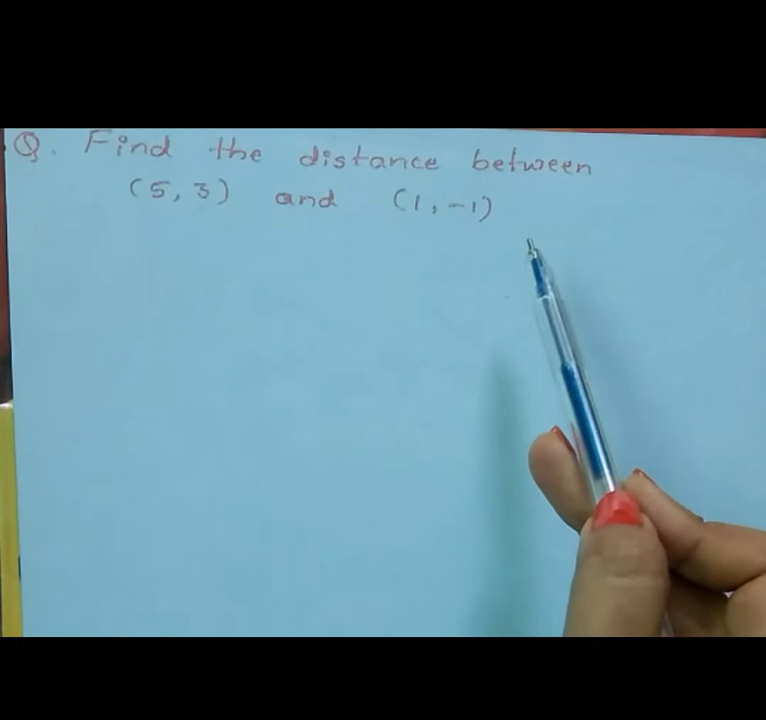 Q. Find the distance between
(5, 3) and (1, -1)